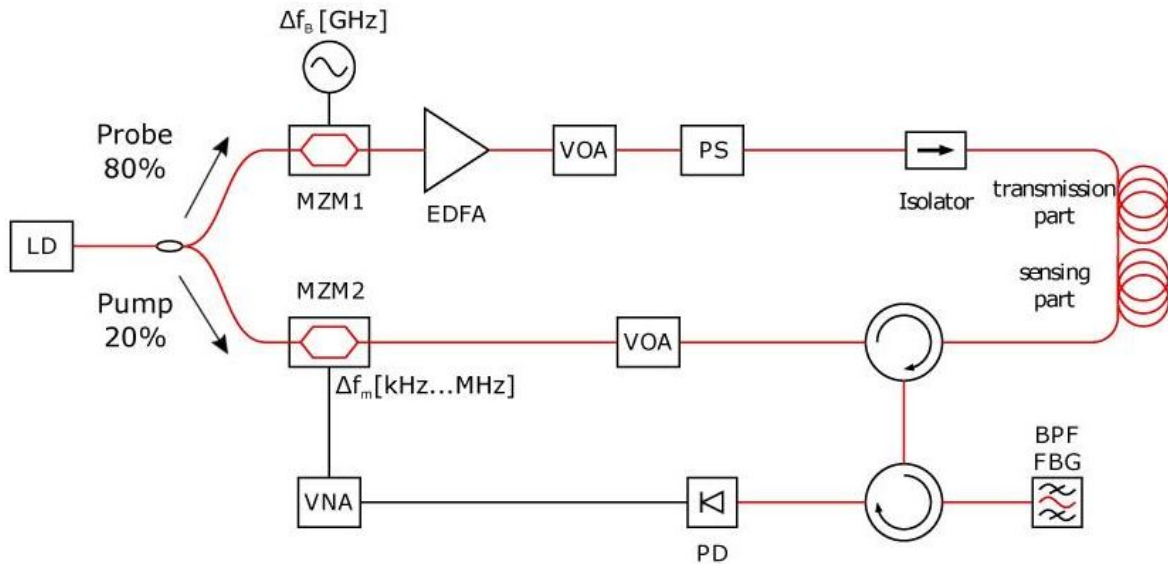 Δf_B [GHz]
Probe
80%
MZM1
EDFA
VOA
PS
Isolator
transmission
part
LD
sensing
part
Pump
20%
MZM2
VOA
Δf_m [kHz...MHz]
BPF
FBG
VNA
PD